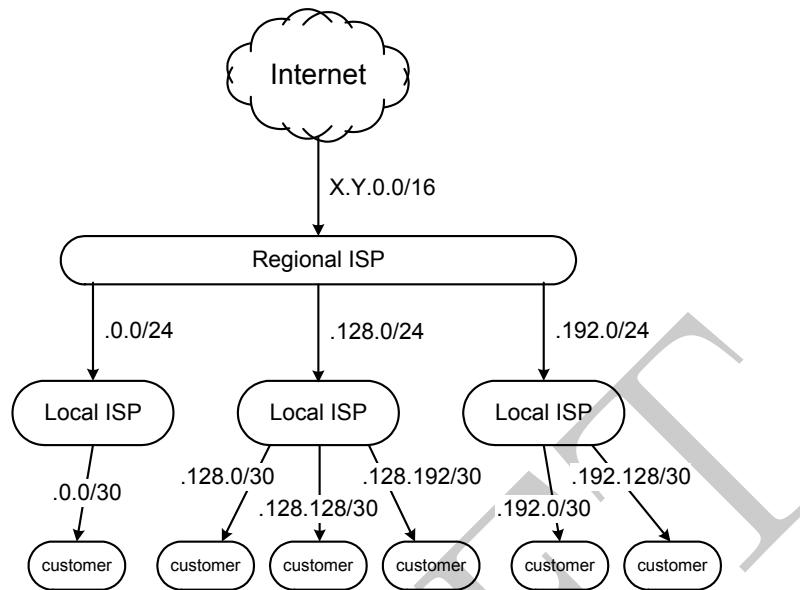 Internet
X.Y.0.0/16
Regional ISP
.0.0/24
.128.0/24
.192.0/24
Local ISP
Local ISP
Local ISP
.0.0/30
.128.0/30
.128.128/30
.128.192/30
.192.0/30
.192.128/30
customer
customer
customer
customer
customer
customer